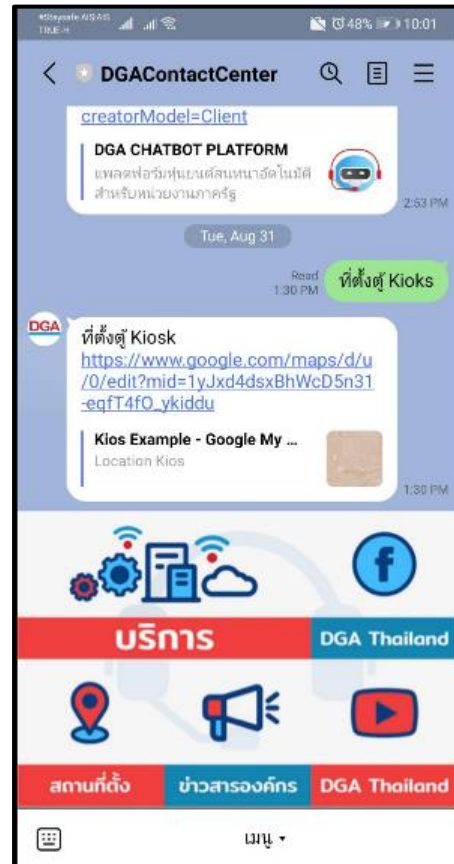 #Staysafe AIS AIS
TRUE-H
48%
10:01
DGAContactCenter
creatorModel=Client
DGA CHATBOT PLATFORM
แพลตฟอร์มหุ่นยนต์สนทนาอัตโนมัติ
สำหรับหน่วยงานภาครัฐ
2:53 PM
Tue, Aug 31
Read
1:30 PM
ที่ตั้งตู้ Kioks
DGA
ที่ตั้งตู้ Kiosk
https://www.google.com/maps/d/u
/0/edit?mid=1yJxd4dsxBhWcD5n31
-eqfT4fO_ykiddu
Kios Example - Google My ...
Location Kios
1:30 PM
บริการ
DGA Thailand
สถานที่ตั้ง
ข่าวสารองค์กร
DGA Thailand
เมนู